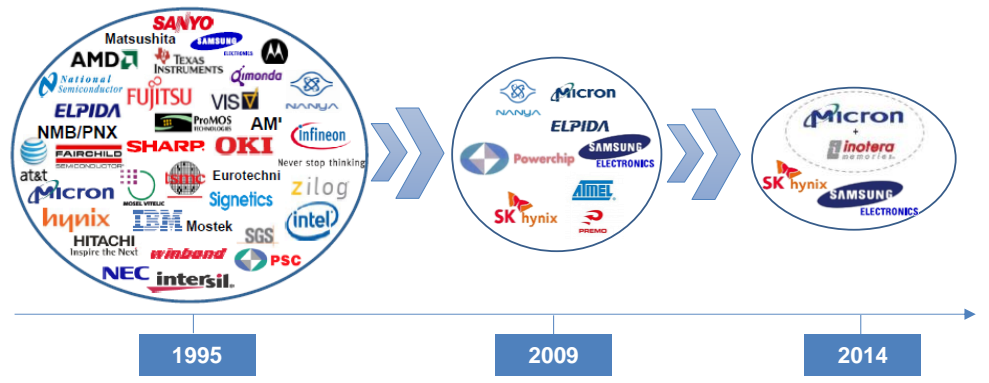 SANYO
Matsushita
SAMSUNG
ELECTRONICS
AMD
TEXAS
INSTRUMENTS
Qimonda
National
Semiconductor
FUJITSU
VIS
NANYA
ELPIDA
ProMOS
TECHNOLOGIES
AM'
NMB/PNX
infineon
FAIRCHILD
SEMICONDUCTOR
SHARP
OKI
Never stop thinking
at&t
tsmc
Eurotechni
zilog
Micron
MOSEL VITELIC
Signetics
hynix
IBM
Mostek
intel
HITACHI
Inspire the Next
SGS
winbond
PSC
NEC
intersil
NANYA
Micron
ELPIDA
SAMSUNG
ELECTRONICS
Powerchip
ATMEL
SK hynix
PREMO
Micron
+
inotera
memories
SK hynix
SAMSUNG
ELECTRONICS
1995
2009
2014